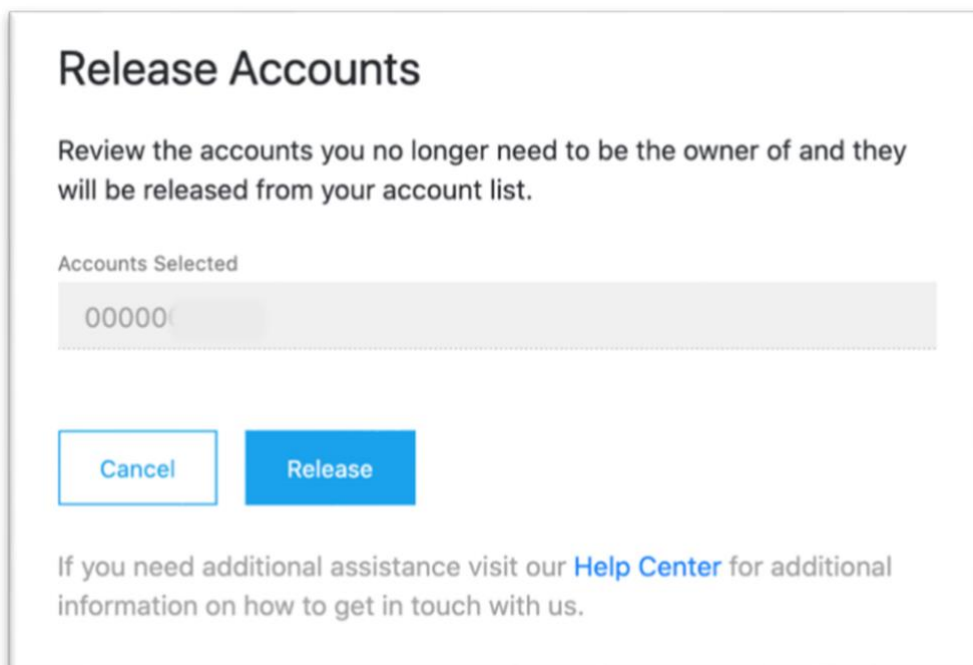 Release Accounts
Review the accounts you no longer need to be the owner of and they
will be released from your account list.
Accounts Selected
00000
Cancel
Release
If you need additional assistance visit our Help Center for additional
information on how to get in touch with us.